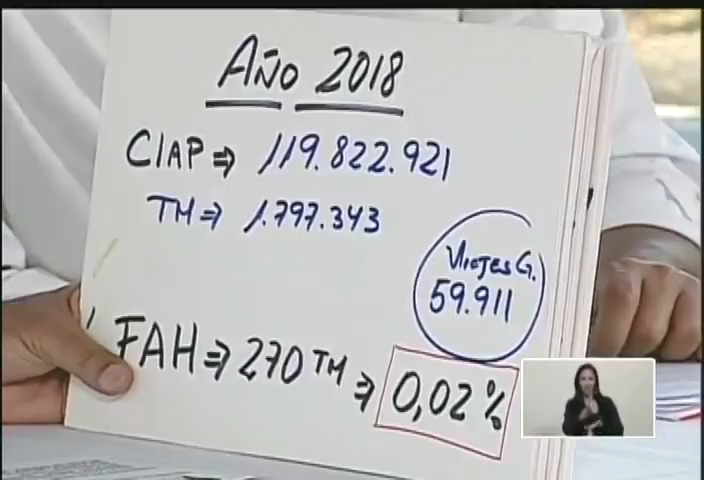 AÑO 2018
CLAP ⇒ 119.822.921
TM ⇒ 1.797.343
Viajes G.
59.911
FAH ⇒ 270 TM ⇒ 0,02%